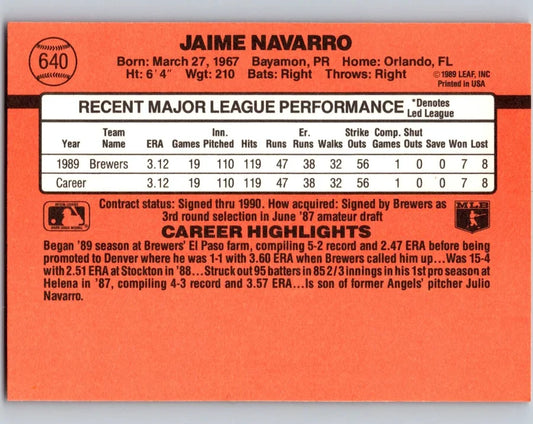 640
JAIME NAVARRO
Born: March 27, 1967 Bayamon, PR Home: Orlando, FL
Ht: 6'4" Wgt: 210 Bats: Right Throws: Right
©1989 LEAF, INC
Printed in USA
RECENT MAJOR LEAGUE PERFORMANCE *Denotes Led League
Year Team Name ERA Games Inn. Pitched Hits Runs Er. Runs Walks Strike Outs Comp. Games Shut Outs Save Won Lost
1989 Brewers 3.12 19 110 119 47 38 32 56 1 0 0 7 8
Career 3.12 19 110 119 47 38 32 56 1 0 0 7 8
Contract status: Signed thru 1990. How acquired: Signed by Brewers as
3rd round selection in June '87 amateur draft
MLB
CAREER HIGHLIGHTS
Began '89 season at Brewers' El Paso farm, compiling 5-2 record and 2.47 ERA before being
promoted to Denver where he was 1-1 with 3.60 ERA when Brewers called him up...Was 15-4
with 2.51 ERA at Stockton in '88...Struck out 95 batters in 85 2/3 innings in his 1st pro season at
Helena in '87, compiling 4-3 record and 3.57 ERA...Is son of former Angels' pitcher Julio
Navarro.